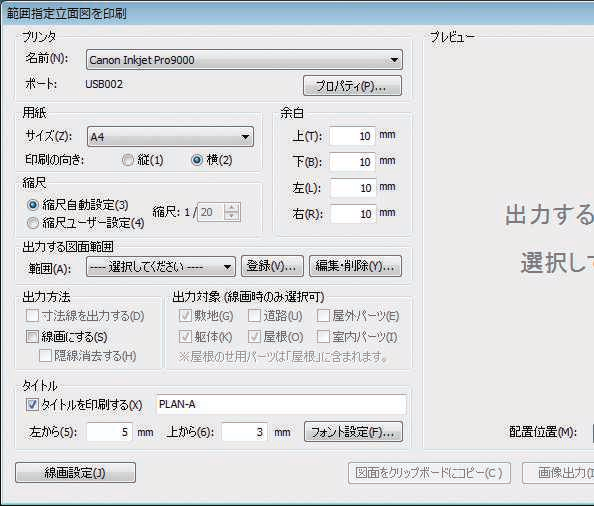 範囲指定立面図を印刷
プリンタ
名前(N): Canon Inkjet Pro9000
ポート: USB002 プロパティ(P)...
用紙
サイズ(Z): A4
印刷の向き: 縦(1) 横(2)
余白
上(T): 10 mm
下(B): 10 mm
左(L): 10 mm
右(R): 10 mm
縮尺
縮尺自動設定(3)
縮尺ユーザー設定(4)
縮尺: 1 / 20
出力する図面範囲
範囲(A): ---- 選択してください ---- 登録(V)... 編集・削除(Y)...
出力方法
寸法線を出力する(D)
線画にする(S)
隠線消去する(H)
出力対象 (線画時のみ選択可)
敷地(G) 道路(U) 屋外パーツ(E)
躯体(K) 屋根(O) 室内パーツ(I)
※屋根のせ用パーツは「屋根」に含まれます。
タイトル
タイトルを印刷する(X) PLAN-A
左から(5): 5 mm 上から(6): 3 mm フォント設定(F)...
プレビュー
出力する
選択して
配置位置(M):
線画設定(J) 図面をクリップボードにコピー(C) 画像出力(